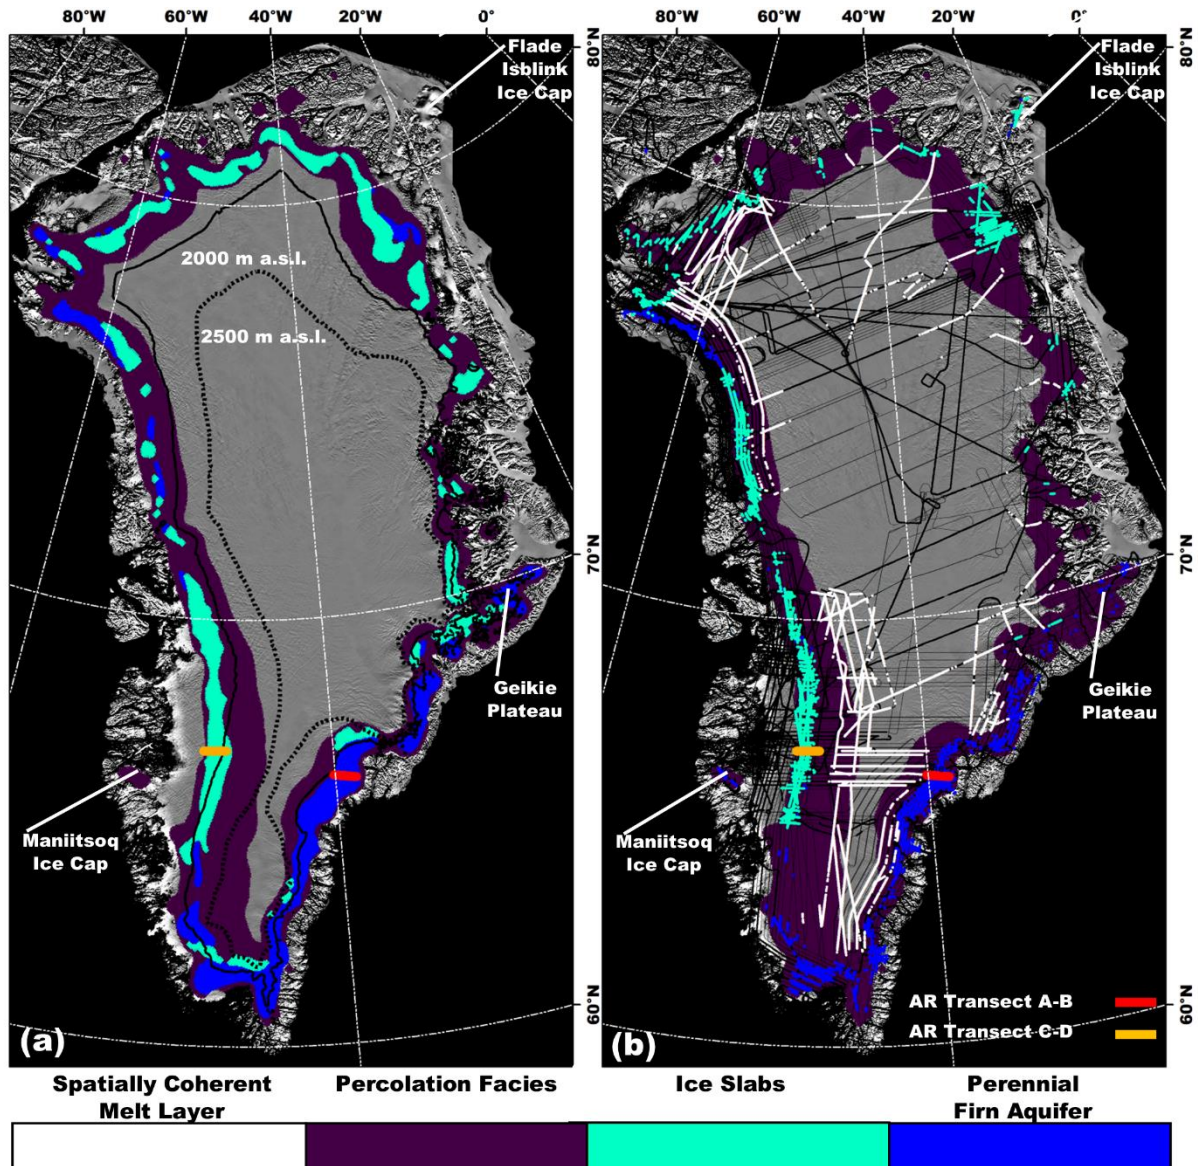 80°W 60°W 40°W 20°W 0°
80°W 60°W 40°W 20°W 0°
Flade
Isblink
Ice Cap
80°N
2000 m a.s.l.
2500 m a.s.l.
70°N
Geikie
Plateau
Maniitsoq
Ice Cap
60°N
(a)
Flade
Isblink
Ice Cap
80°N
70°N
Geikie
Plateau
Maniitsoq
Ice Cap
AR Transect A-B
AR Transect C-D
60°N
(b)
Spatially Coherent
Melt Layer
Percolation Facies
Ice Slabs
Perennial
Firn Aquifer